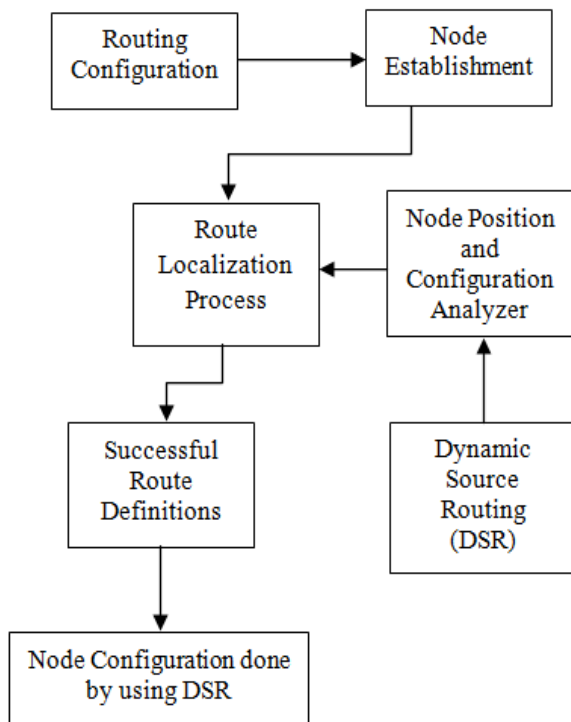 Routing
Configuration
Node
Establishment
Route
Localization
Process
Node Position
and
Configuration
Analyzer
Successful
Route
Definitions
Dynamic
Source
Routing
(DSR)
Node Configuration done
by using DSR